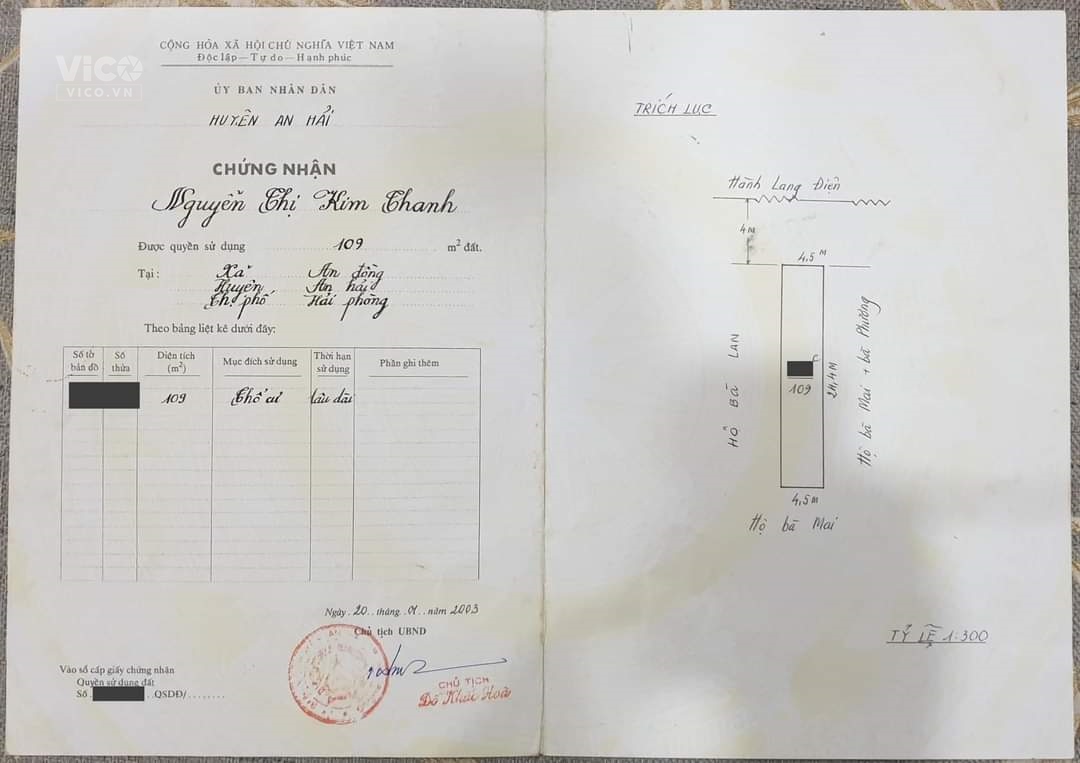 ViCO
VICO.VN
CỘNG HÒA XÃ HỘI CHỦ NGHĨA VIỆT NAM
Độc lập — Tự do — Hạnh phúc
ỦY BAN NHÂN DÂN
HUYỆN AN HẢI
CHỨNG NHẬN
Nguyễn Thị Kim Thanh
Được quyền sử dụng 109 m² đất.
Tại : Xã An đồng
Huyện An hải
Th. phố Hải phòng
Theo bảng liệt kê dưới đây:
Số tờ bản đồ Số thửa Diện tích (m²) Mục đích sử dụng Thời hạn sử dụng Phần ghi thêm
109 Thổ cư Lâu dài
Ngày 20 tháng 01 năm 2003
Chủ tịch UBND
CHỦ TỊCH
Đỗ Khắc Hoà
Vào sổ cấp giấy chứng nhận
Quyền sử dụng đất
Số QSDĐ/
TRÍCH LỤC
Hành Lang Điện
4M
4,5M
HỘ BÀ LAN
109
24,4M
Hộ bà Mai + bà Phương
4,5M
Hộ bà Mai
TỶ LỆ 1:300